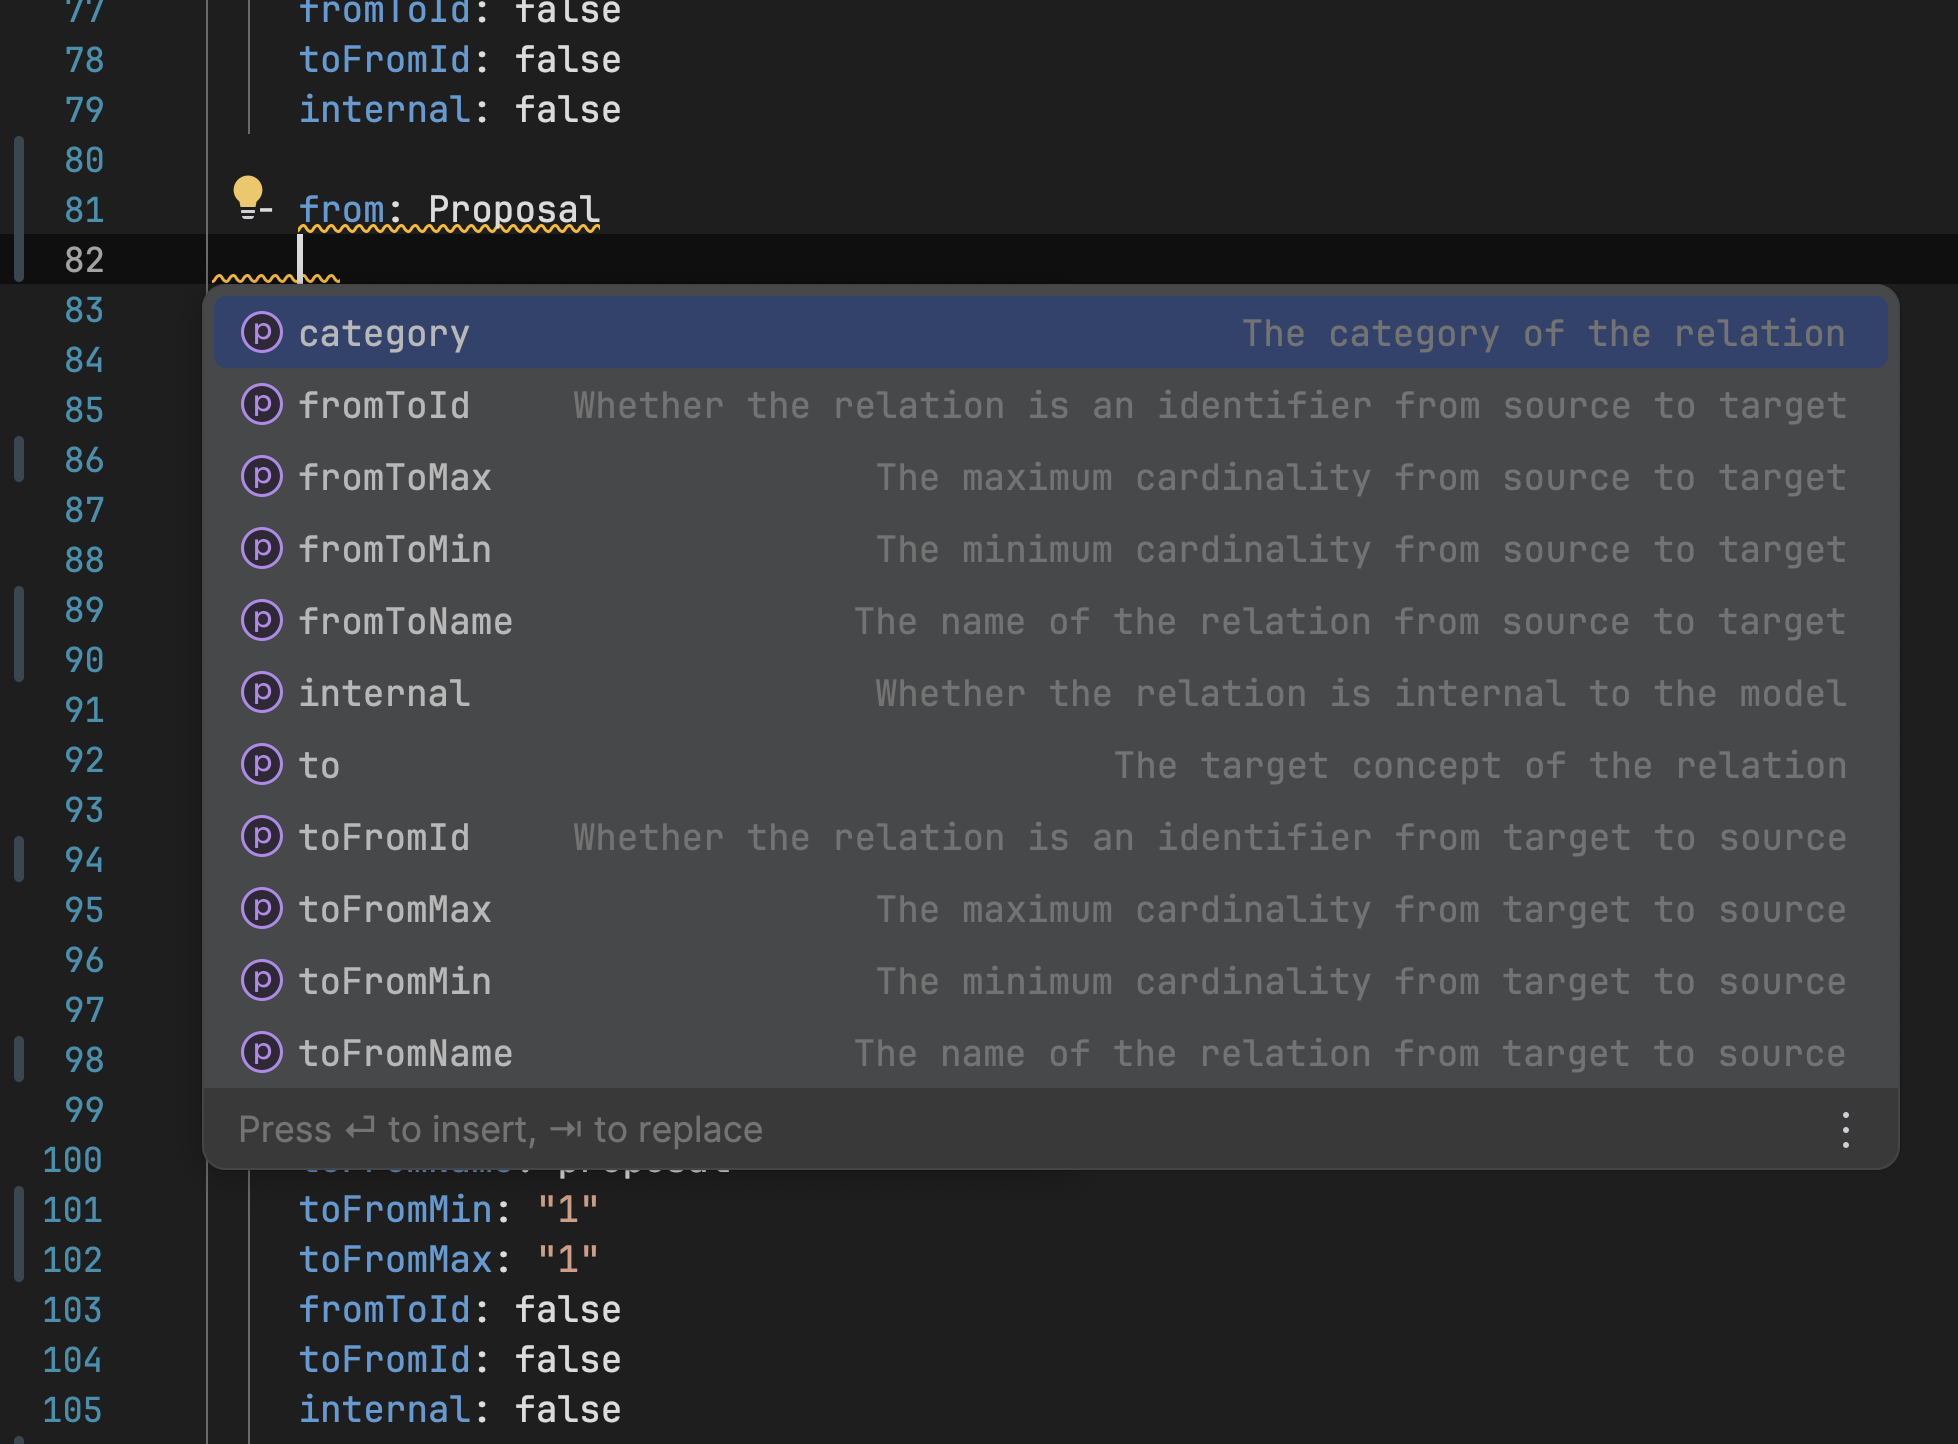 77 fromToId: false
78 toFromId: false
79 internal: false
80
81 - from: Proposal
82
83
84
85
86
87
88
89
90
91
92
93
94
95
96
97
98
99
category The category of the relation
fromToId Whether the relation is an identifier from source to target
fromToMax The maximum cardinality from source to target
fromToMin The minimum cardinality from source to target
fromToName The name of the relation from source to target
internal Whether the relation is internal to the model
to The target concept of the relation
toFromId Whether the relation is an identifier from target to source
toFromMax The maximum cardinality from target to source
toFromMin The minimum cardinality from target to source
toFromName The name of the relation from target to source
Press ↵ to insert, ⇥ to replace
100 toFromName: proposal
101 toFromMin: "1"
102 toFromMax: "1"
103 fromToId: false
104 toFromId: false
105 internal: false